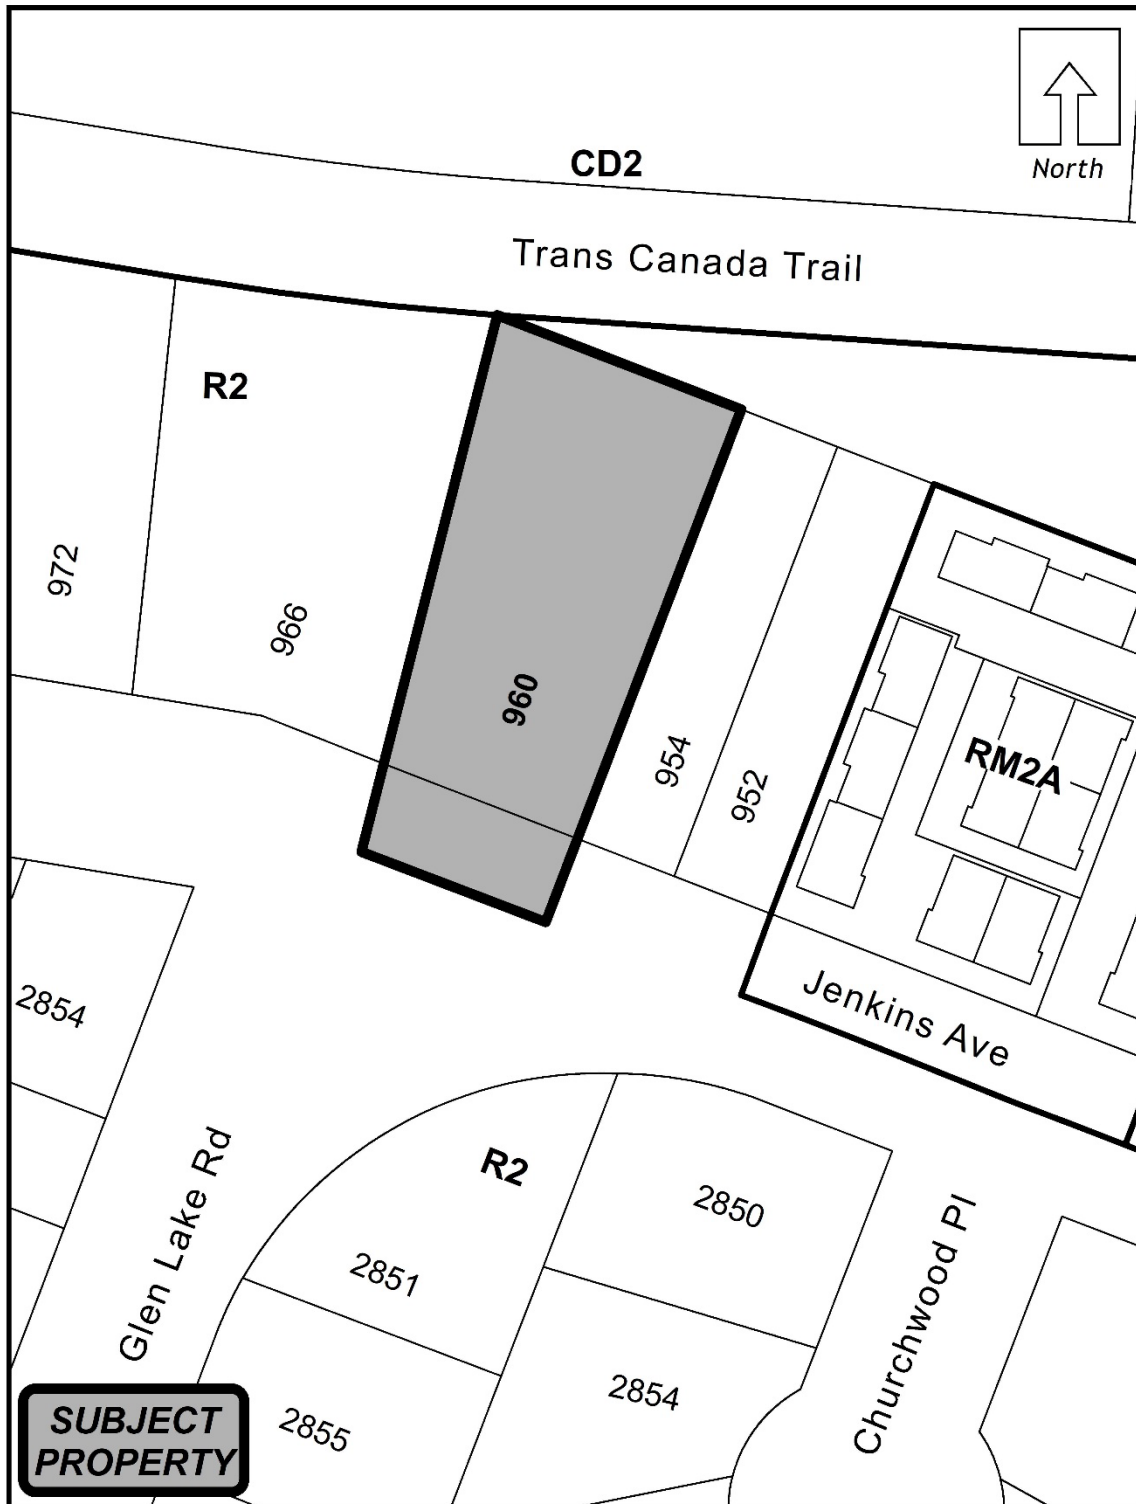 CD2
North
Trans Canada Trail
R2
972
966
960
954
952
RM2A
2854
Jenkins Ave
R2
2850
2851
Glen Lake Rd
Churchwood Pl
2854
2855
SUBJECT
PROPERTY